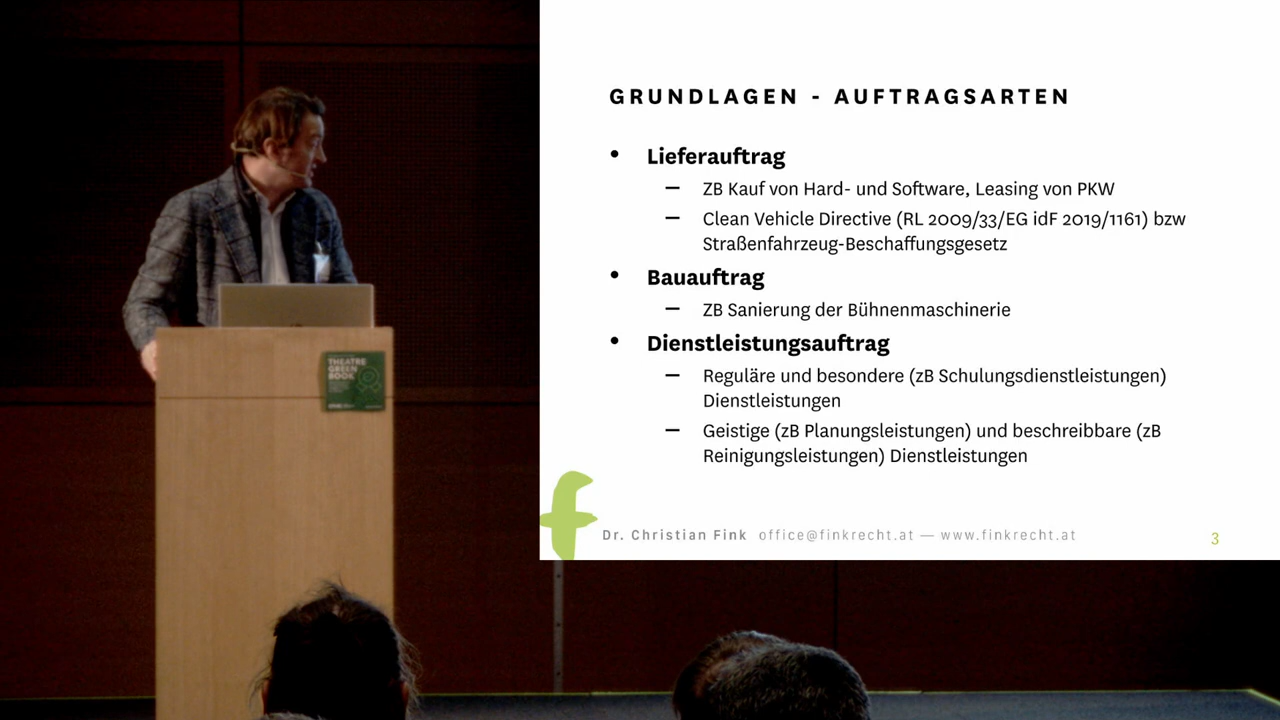 GRUNDLAGEN - AUFTRAGSARTEN
• Lieferauftrag
– ZB Kauf von Hard- und Software, Leasing von PKW
– Clean Vehicle Directive (RL 2009/33/EG idF 2019/1161) bzw
Straßenfahrzeug-Beschaffungsgesetz
• Bauauftrag
– ZB Sanierung der Bühnenmaschinerie
• Dienstleistungsauftrag
– Reguläre und besondere (zB Schulungsdienstleistungen)
Dienstleistungen
– Geistige (zB Planungsleistungen) und beschreibbare (zB
Reinigungsleistungen) Dienstleistungen
f
Dr. Christian Fink office@finkrecht.at — www.finkrecht.at
3
THEATRE
GREEN
BOOK